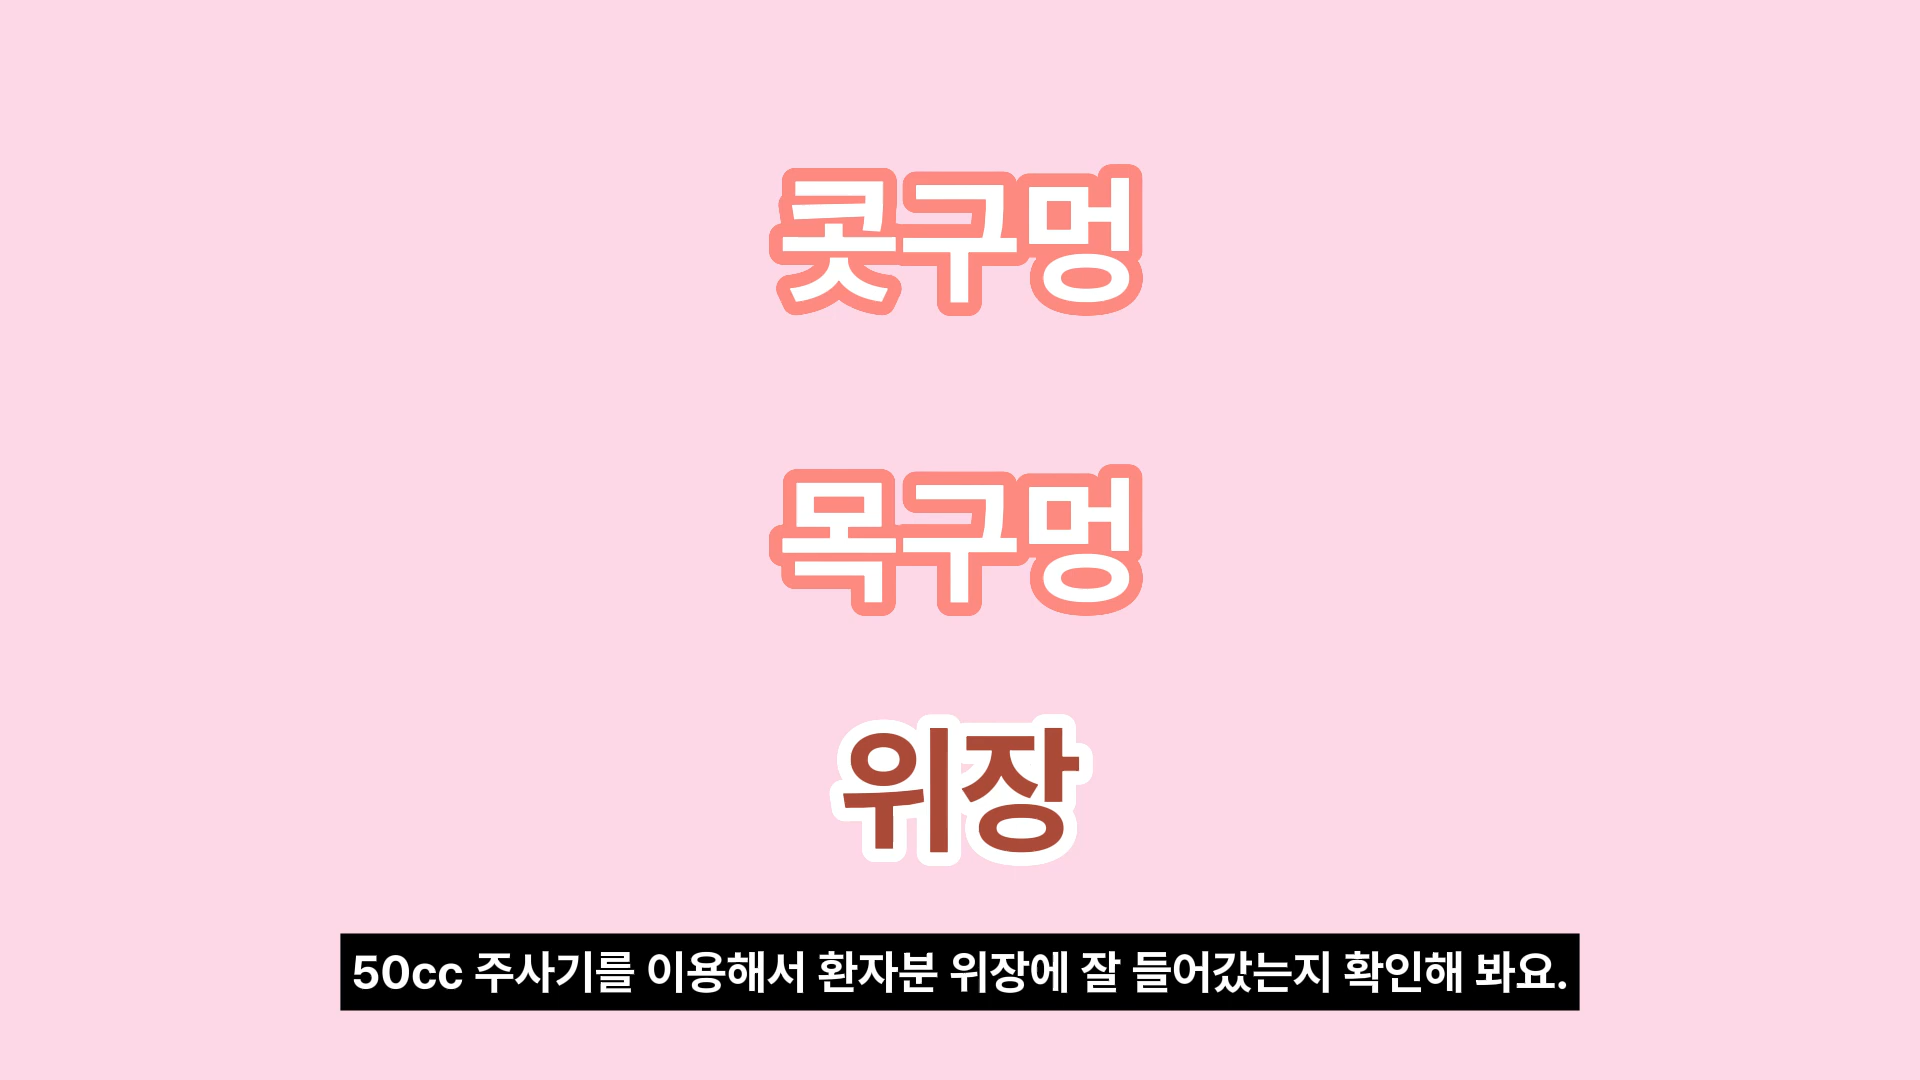 콧구멍
목구멍
위장
50cc 주사기를 이용해서 환자분 위장에 잘 들어갔는지 확인해 봐요.